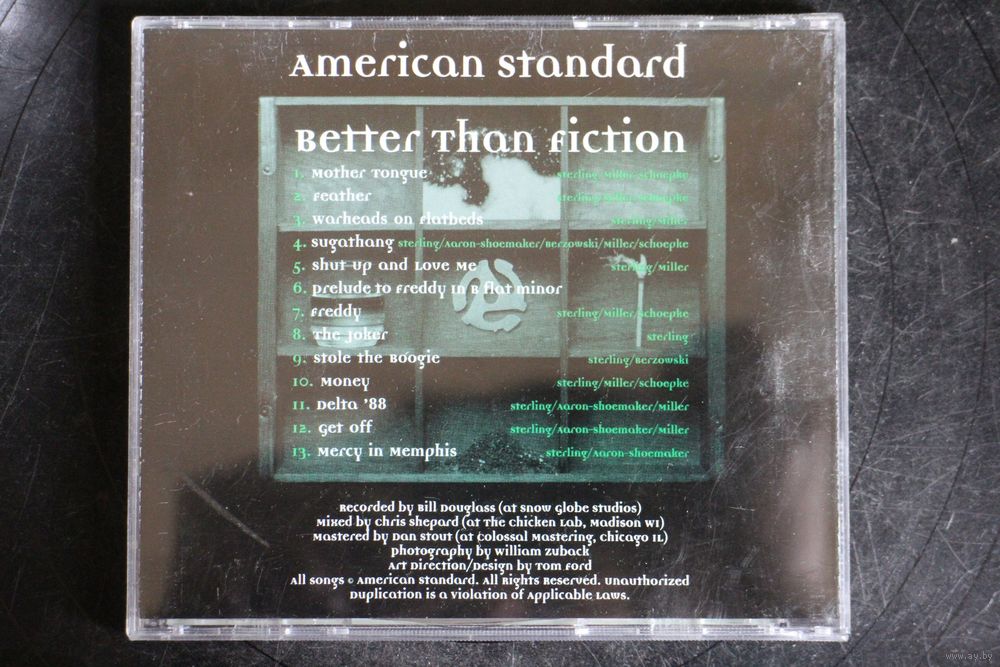 American Standard
Better Than Fiction
1. Mother Tongue sterling/Miller/schoepke
2. Feather sterling/Miller/schoepke
3. Warheads on Flatbeds sterling/Miller
4. Sugathang sterling/Aaron-shoemaker/Berzowski/Miller/schoepke
5. Shut Up and Love Me sterling/Miller
6. Prelude to Freddy in B flat minor
7. Freddy sterling/Miller/schoepke
8. The Joker sterling
9. Stole the Boogie sterling/Berzowski
10. Money sterling/Miller/schoepke
11. Delta '88 sterling/Aaron-shoemaker/Miller
12. Get Off sterling/Aaron-shoemaker/Miller
13. Mercy in Memphis sterling/Aaron-shoemaker
Recorded by Bill Douglass (at Snow Globe Studios)
Mixed by Chris Shepard (at The Chicken Lab, Madison WI)
Mastered by Dan Stout (at Colossal Mastering, Chicago IL)
Photography by William Zuback
Art Direction/Design by Tom Ford
All songs © American Standard. All Rights Reserved. Unauthorized
Duplication is a violation of Applicable Laws.
www.ay.by